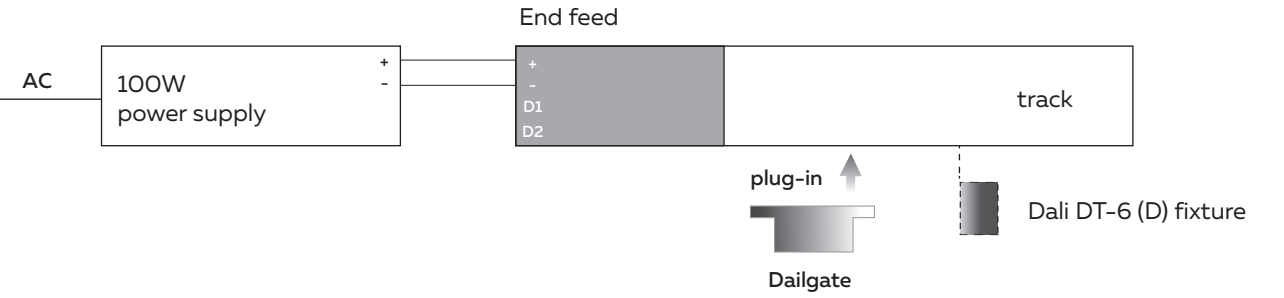 End feed
AC
100W
power supply
+
-
+
-
D1
D2
track
plug-in
Dali DT-6 (D) fixture
Dailgate